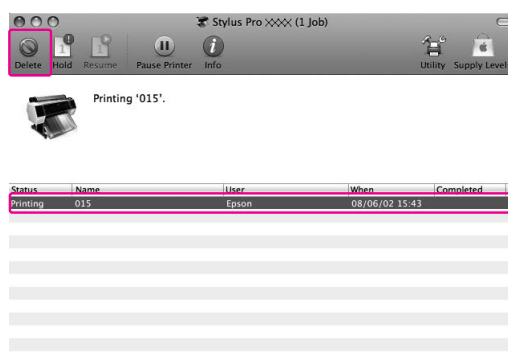 Stylus Pro XXXX (1 Job)
Delete Hold Resume Pause Printer Info Utility Supply Level
Printing ‘015’.
Status Name User When Completed
Printing 015 Epson 08/06/02 15:43